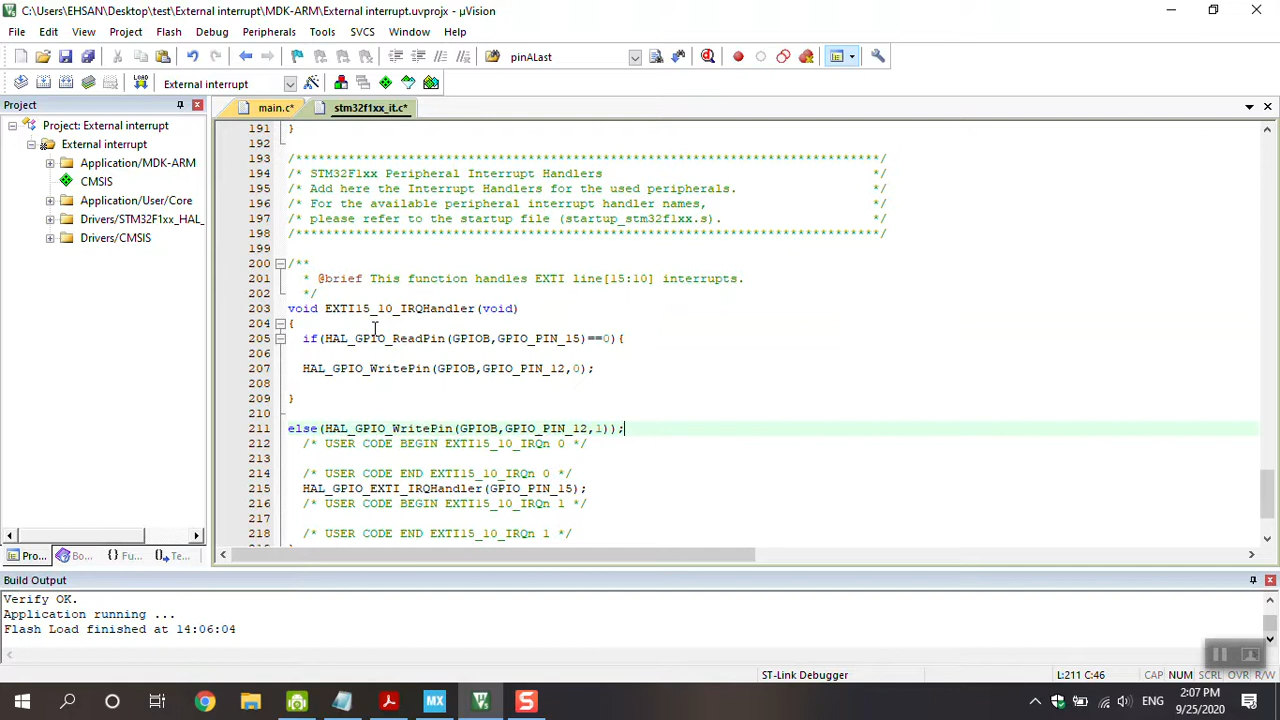 C:\Users\EHSAN\Desktop\test\External interrupt\MDK-ARM\External interrupt.uvprojx - µVision
File Edit View Project Flash Debug Peripherals Tools SVCS Window Help
pinALast
LOAD External interrupt
Project
main.c* stm32f1xx_it.c*
Project: External interrupt
External interrupt
Application/MDK-ARM
CMSIS
Application/User/Core
Drivers/STM32F1xx_HAL_
Drivers/CMSIS
191 }
192
193 /******************************************************************************/
194 /* STM32F1xx Peripheral Interrupt Handlers */
195 /* Add here the Interrupt Handlers for the used peripherals. */
196 /* For the available peripheral interrupt handler names, */
197 /* please refer to the startup file (startup_stm32f1xx.s). */
198 /******************************************************************************/
199
200 /**
201 * @brief This function handles EXTI line[15:10] interrupts.
202 */
203 void EXTI15_10_IRQHandler(void)
204 {
205 if(HAL_GPIO_ReadPin(GPIOB,GPIO_PIN_15)==0){
206
207 HAL_GPIO_WritePin(GPIOB,GPIO_PIN_12,0);
208
209 }
210
211 else(HAL_GPIO_WritePin(GPIOB,GPIO_PIN_12,1));
212 /* USER CODE BEGIN EXTI15_10_IRQn 0 */
213
214 /* USER CODE END EXTI15_10_IRQn 0 */
215 HAL_GPIO_EXTI_IRQHandler(GPIO_PIN_15);
216 /* USER CODE BEGIN EXTI15_10_IRQn 1 */
217
218 /* USER CODE END EXTI15_10_IRQn 1 */
Pro... Bo... {} Fu... Te...
Build Output
Verify OK.
Application running ...
Flash Load finished at 14:06:04
ST-Link Debugger L:211 C:46 CAP NUM SCRL OVR R/W
MX S ENG 2:07 PM
9/25/2020